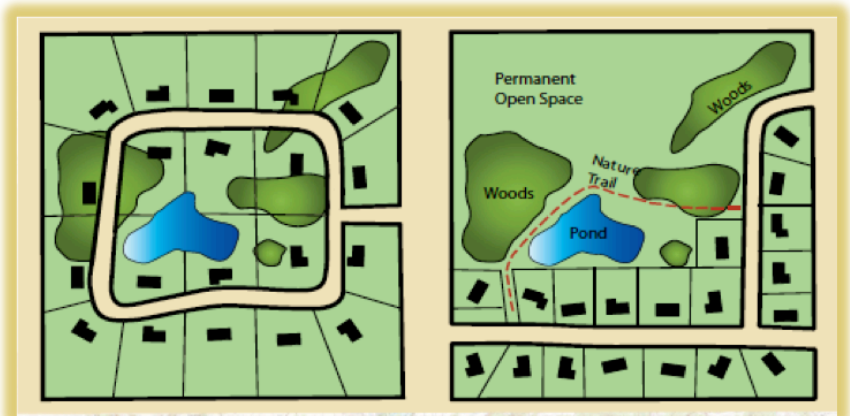 Permanent
Open Space
Woods
Nature
Trail
Woods
Pond